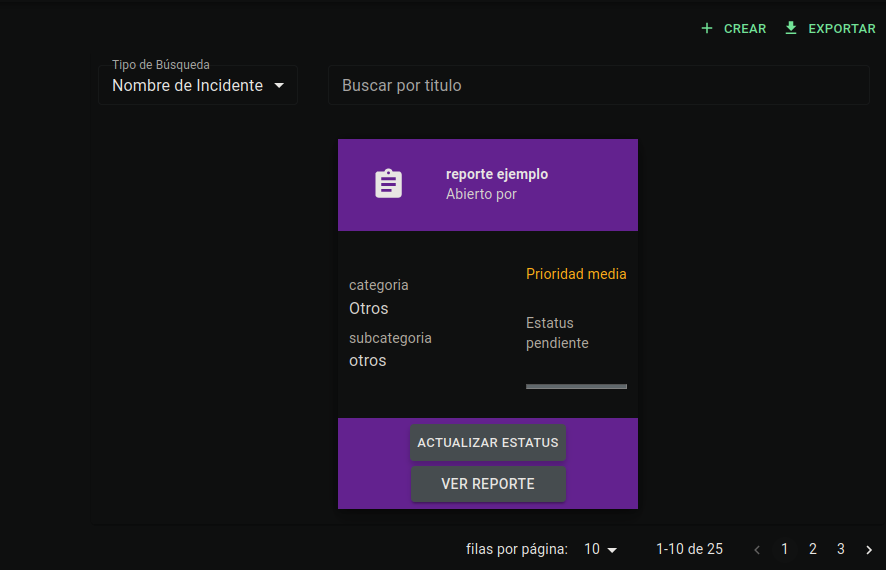 CREAR EXPORTAR
Tipo de Búsqueda
Nombre de Incidente
Buscar por titulo
reporte ejemplo
Abierto por
Prioridad media
categoria
Otros
subcategoria
otros
Estatus
pendiente
ACTUALIZAR ESTATUS
VER REPORTE
filas por página: 10 1-10 de 25 1 2 3